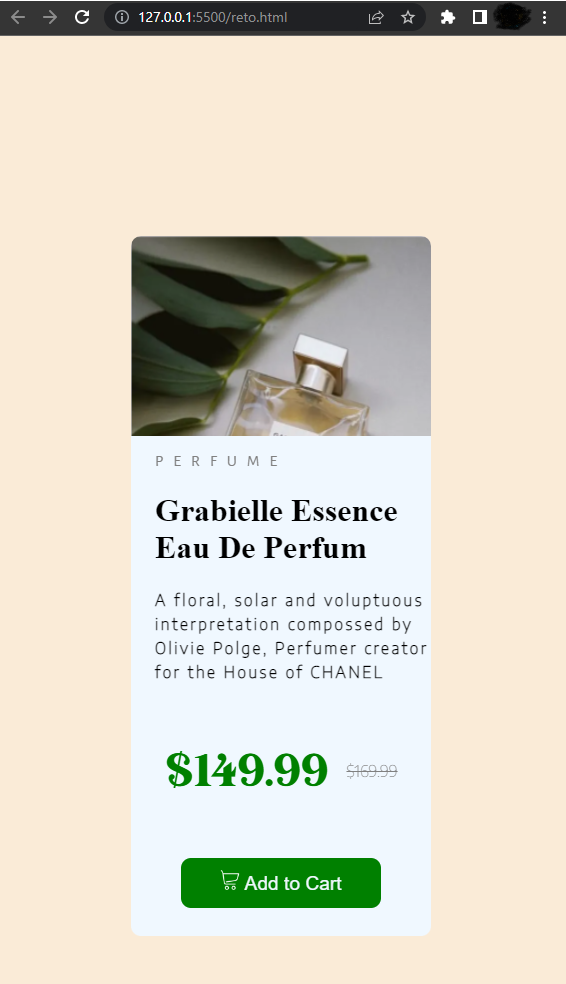 127.0.0.1:5500/reto.html
PERFUME
Grabielle Essence
Eau De Perfum
A floral, solar and voluptuous
interpretation compossed by
Olivie Polge, Perfumer creator
for the House of CHANEL
$149.99 $169.99
Add to Cart